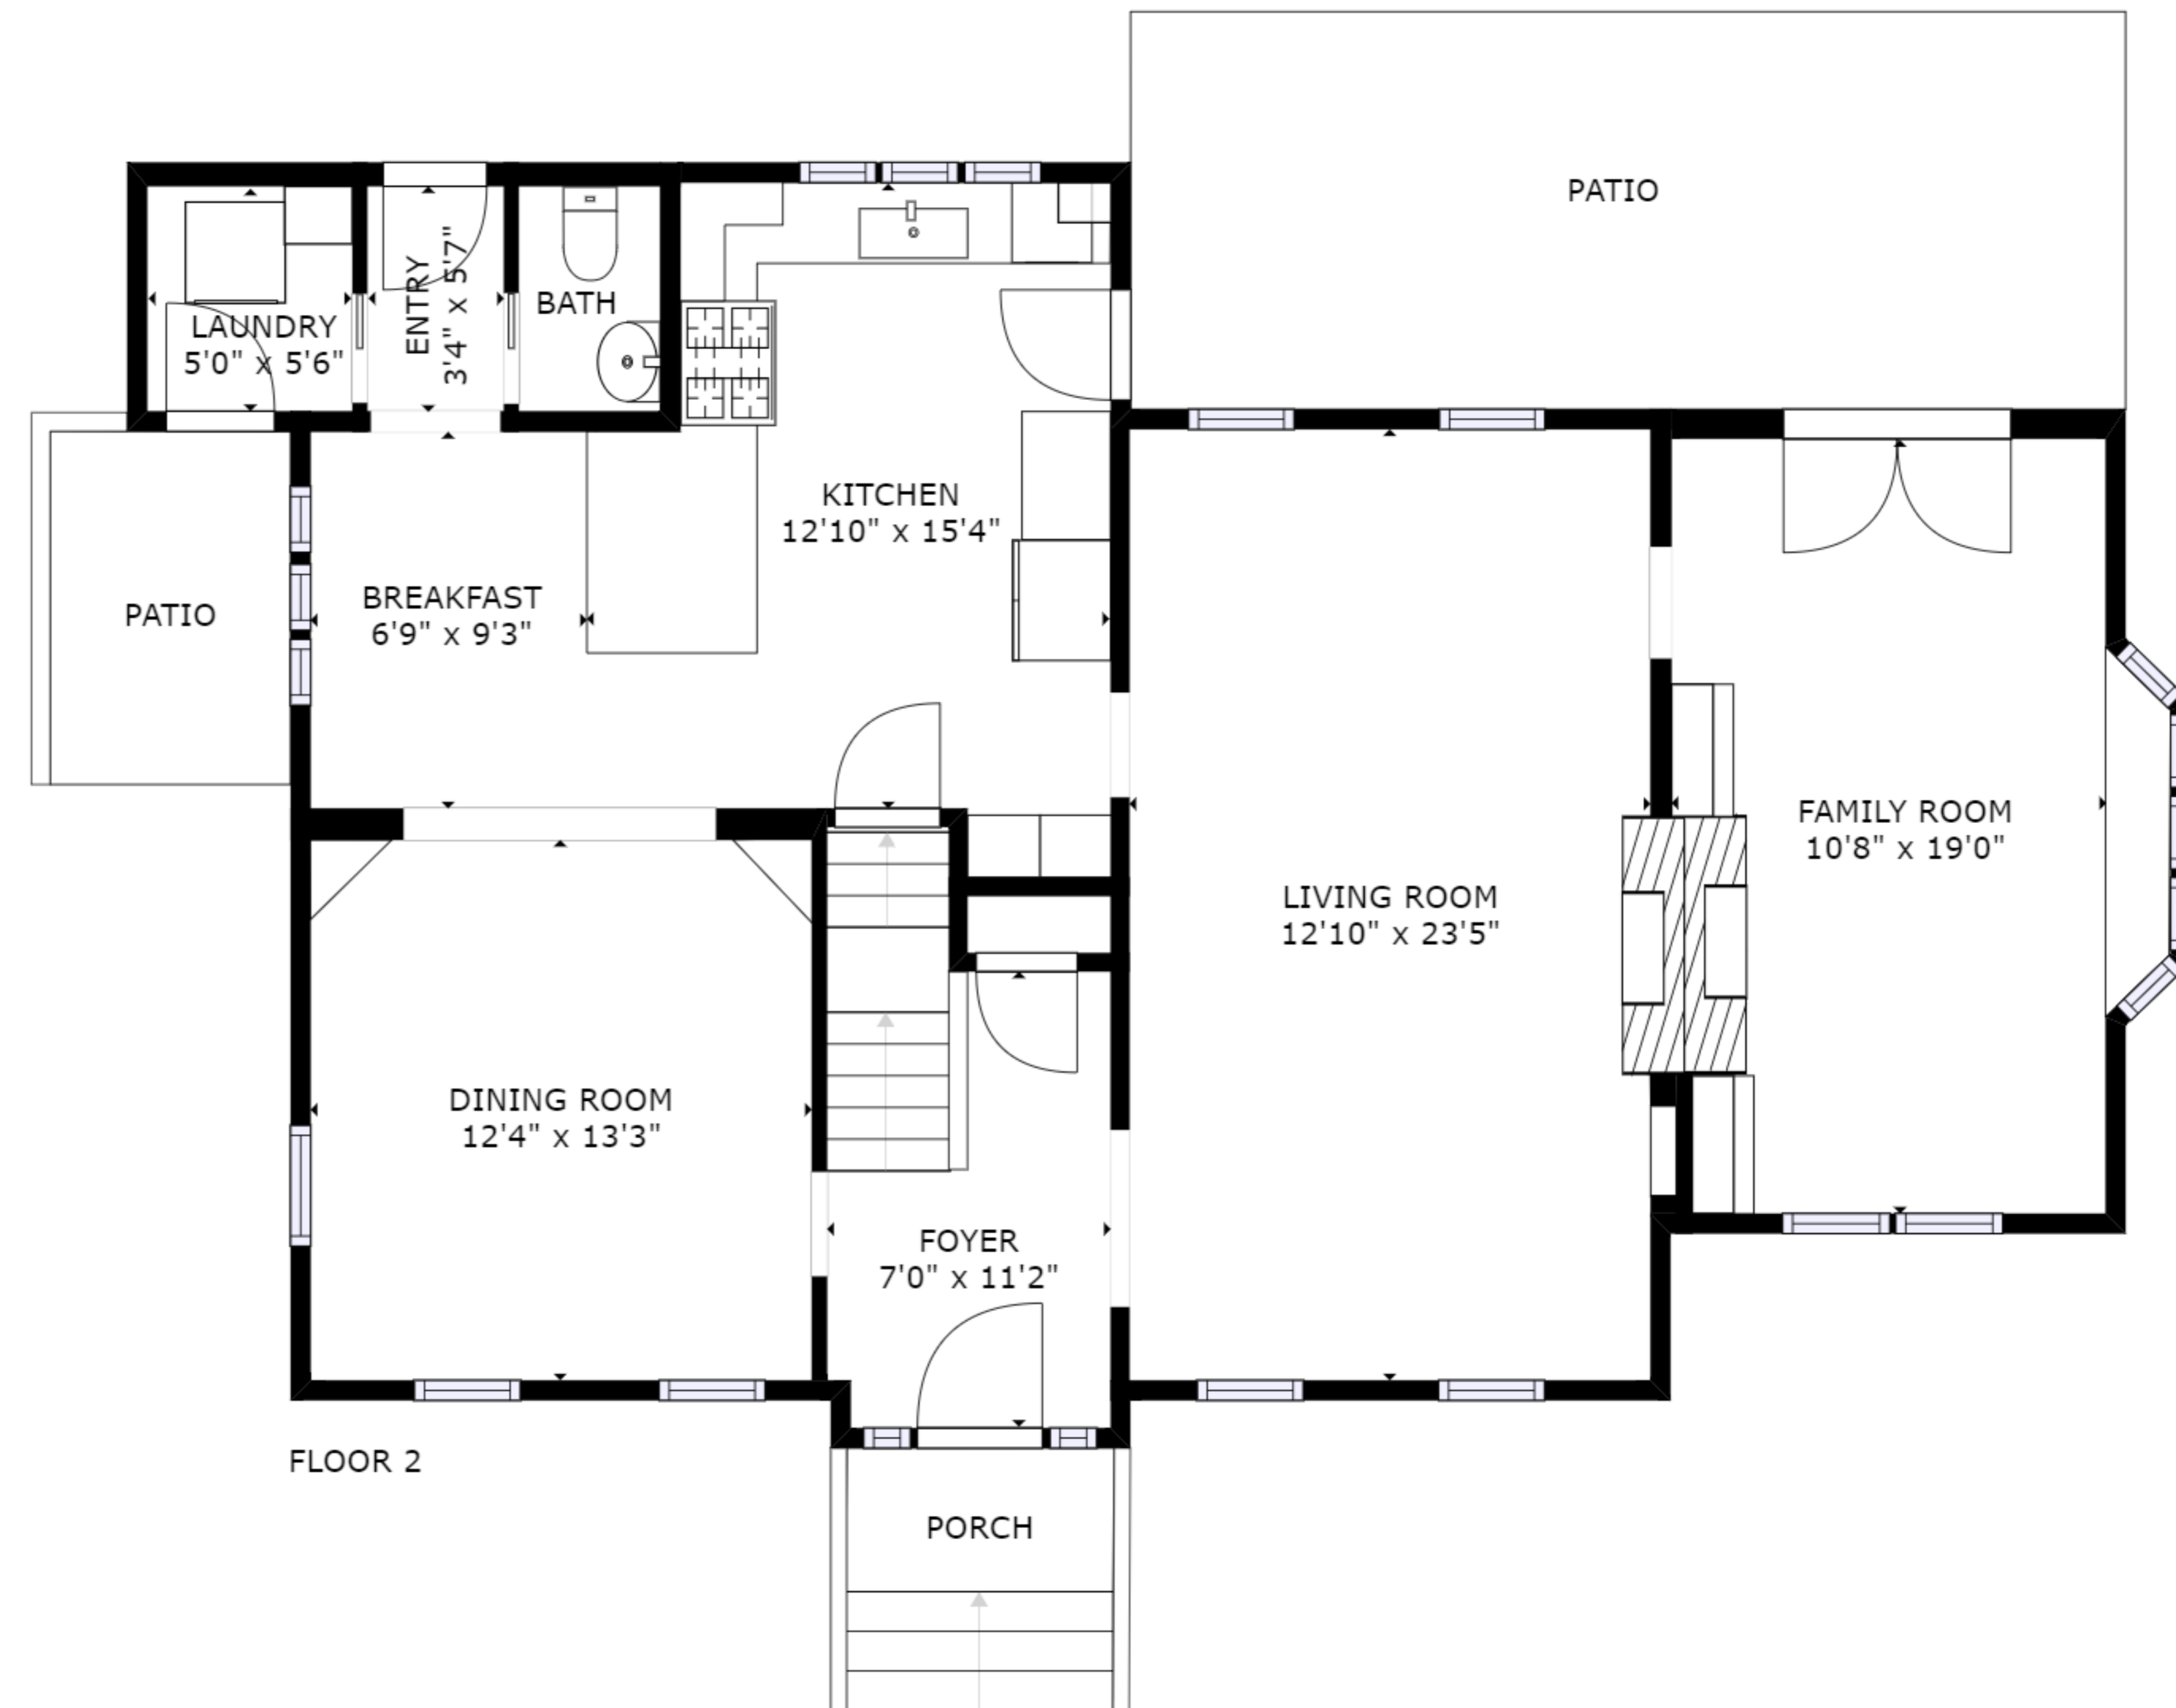 PATIO
LAUNDRY
5'0" x 5'6"
ENTRY
3'4" x 5'7"
BATH
KITCHEN
12'10" x 15'4"
BREAKFAST
6'9" x 9'3"
PATIO
FAMILY ROOM
10'8" x 19'0"
LIVING ROOM
12'10" x 23'5"
DINING ROOM
12'4" x 13'3"
FOYER
7'0" x 11'2"
FLOOR 2
PORCH